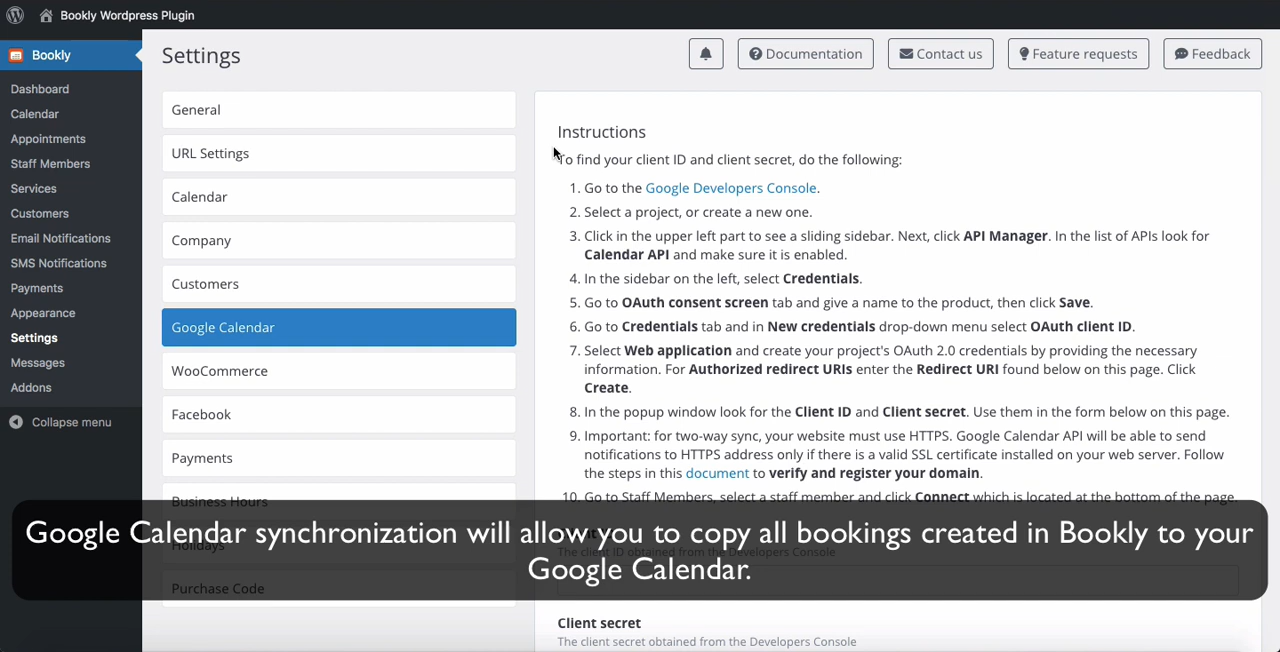 Bookly Wordpress Plugin
Bookly
Dashboard
Calendar
Appointments
Staff Members
Services
Customers
Email Notifications
SMS Notifications
Payments
Appearance
Settings
Messages
Addons
Collapse menu
Settings
Documentation
Contact us
Feature requests
Feedback
General
URL Settings
Calendar
Company
Customers
Google Calendar
WooCommerce
Facebook
Payments
Business Hours
Holidays
Purchase Code
Instructions
To find your client ID and client secret, do the following:
1. Go to the Google Developers Console.
2. Select a project, or create a new one.
3. Click in the upper left part to see a sliding sidebar. Next, click API Manager. In the list of APIs look for
Calendar API and make sure it is enabled.
4. In the sidebar on the left, select Credentials.
5. Go to OAuth consent screen tab and give a name to the product, then click Save.
6. Go to Credentials tab and in New credentials drop-down menu select OAuth client ID.
7. Select Web application and create your project's OAuth 2.0 credentials by providing the necessary
information. For Authorized redirect URIs enter the Redirect URI found below on this page. Click
Create.
8. In the popup window look for the Client ID and Client secret. Use them in the form below on this page.
9. Important: for two-way sync, your website must use HTTPS. Google Calendar API will be able to send
notifications to HTTPS address only if there is a valid SSL certificate installed on your web server. Follow
the steps in this document to verify and register your domain.
10. Go to Staff Members, select a staff member and click Connect which is located at the bottom of the page.
The client ID obtained from the Developers Console
Client secret
The client secret obtained from the Developers Console
Google Calendar synchronization will allow you to copy all bookings created in Bookly to your
Google Calendar.